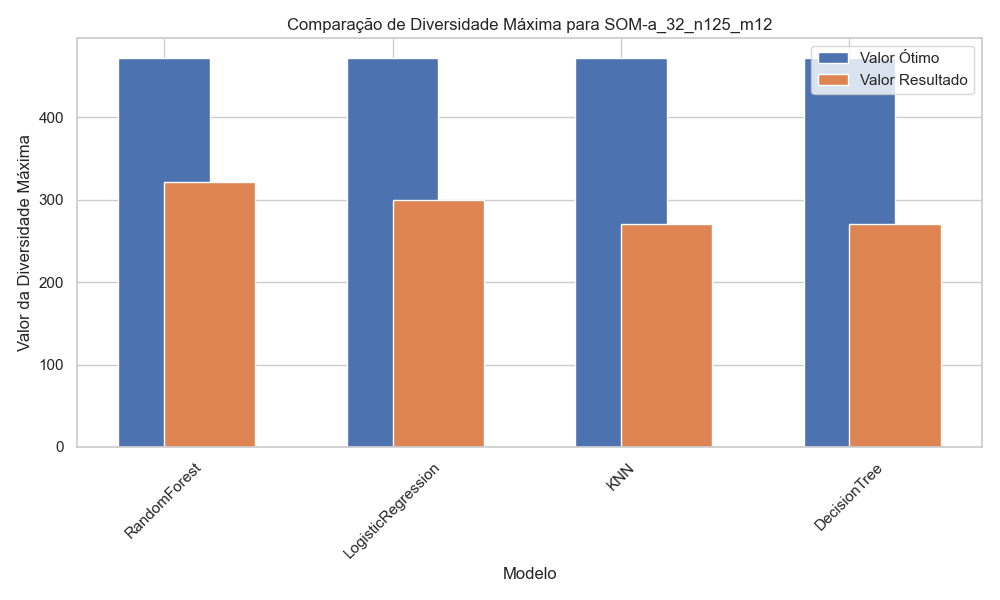 Comparação de Diversidade Máxima para SOM-a_32_n125_m12
Valor Ótimo
Valor Resultado
Valor da Diversidade Máxima
400
300
200
100
0
RandomForest
LogisticRegression
KNN
DecisionTree
Modelo